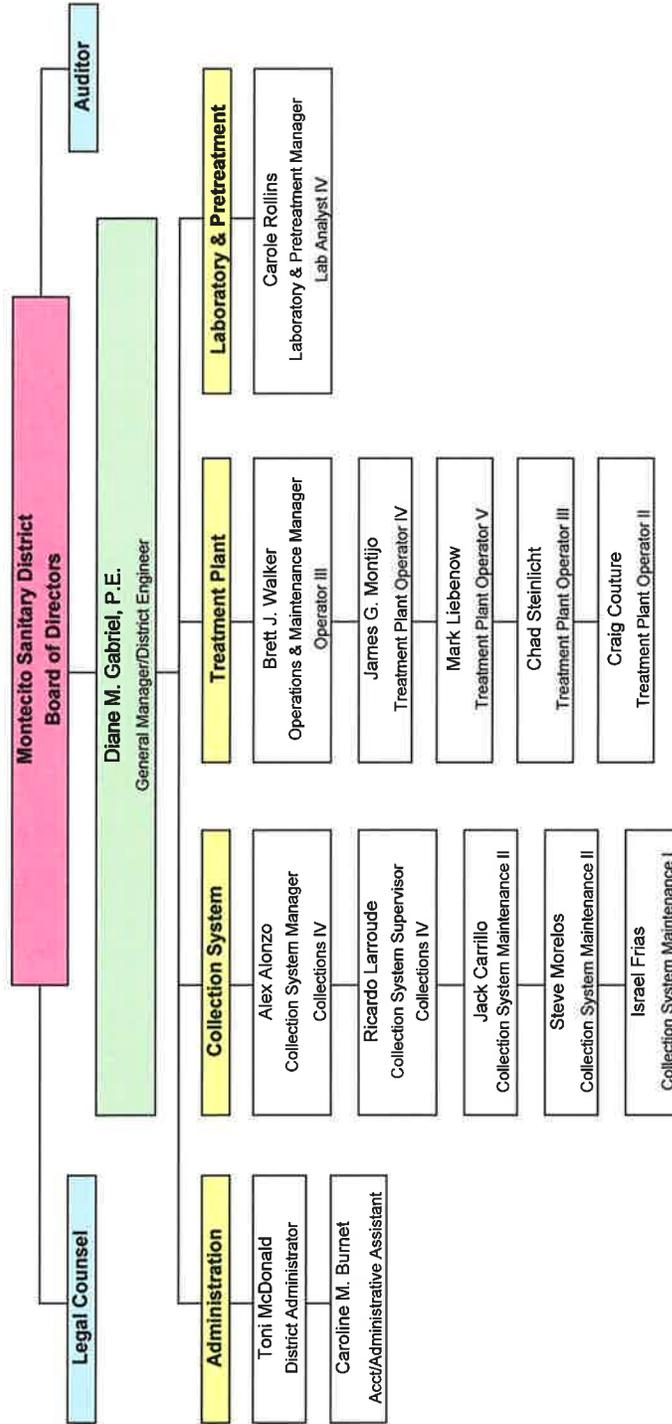 Montecito Sanitary District
Board of Directors
Legal Counsel
Auditor
Diane M. Gabriel, P.E.
General Manager/District Engineer
Administration
Toni McDonald
District Administrator
Caroline M. Burnet
Acct/Administrative Assistant
Collection System
Alex Alonzo
Collection System Manager
Collections IV
Ricardo Larroude
Collection System Supervisor
Collections IV
Jack Carrillo
Collection System Maintenance II
Steve Morelos
Collection System Maintenance II
Israel Frias
Collection System Maintenance I
Treatment Plant
Brett J. Walker
Operations & Maintenance Manager
Operator III
James G. Montijo
Treatment Plant Operator IV
Mark Liebenow
Treatment Plant Operator V
Chad Steinlicht
Treatment Plant Operator III
Craig Couture
Treatment Plant Operator II
Laboratory & Pretreatment
Carole Rollins
Laboratory & Pretreatment Manager
Lab Analyst IV